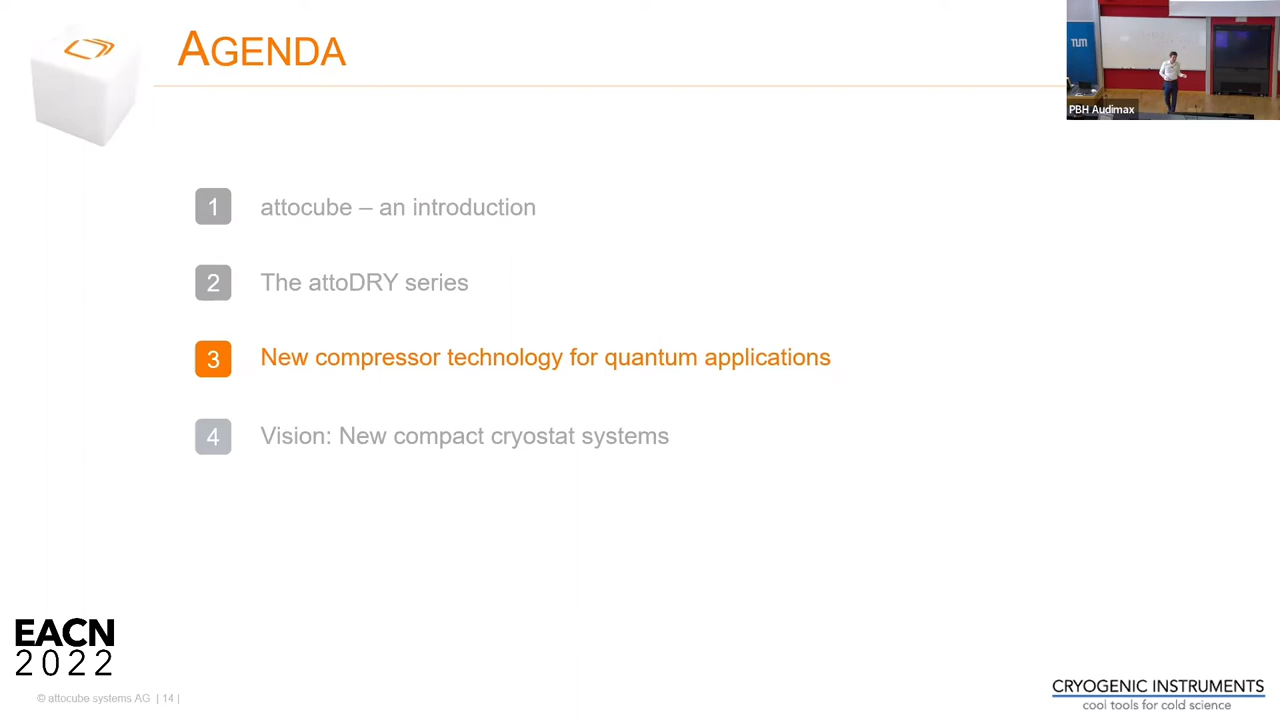 AGENDA
TUM
PBH Audimax
1 attocube – an introduction
2 The attoDRY series
3 New compressor technology for quantum applications
4 Vision: New compact cryostat systems
EACN
2022
© attocube systems AG | 14 |
CRYOGENIC INSTRUMENTS
cool tools for cold science